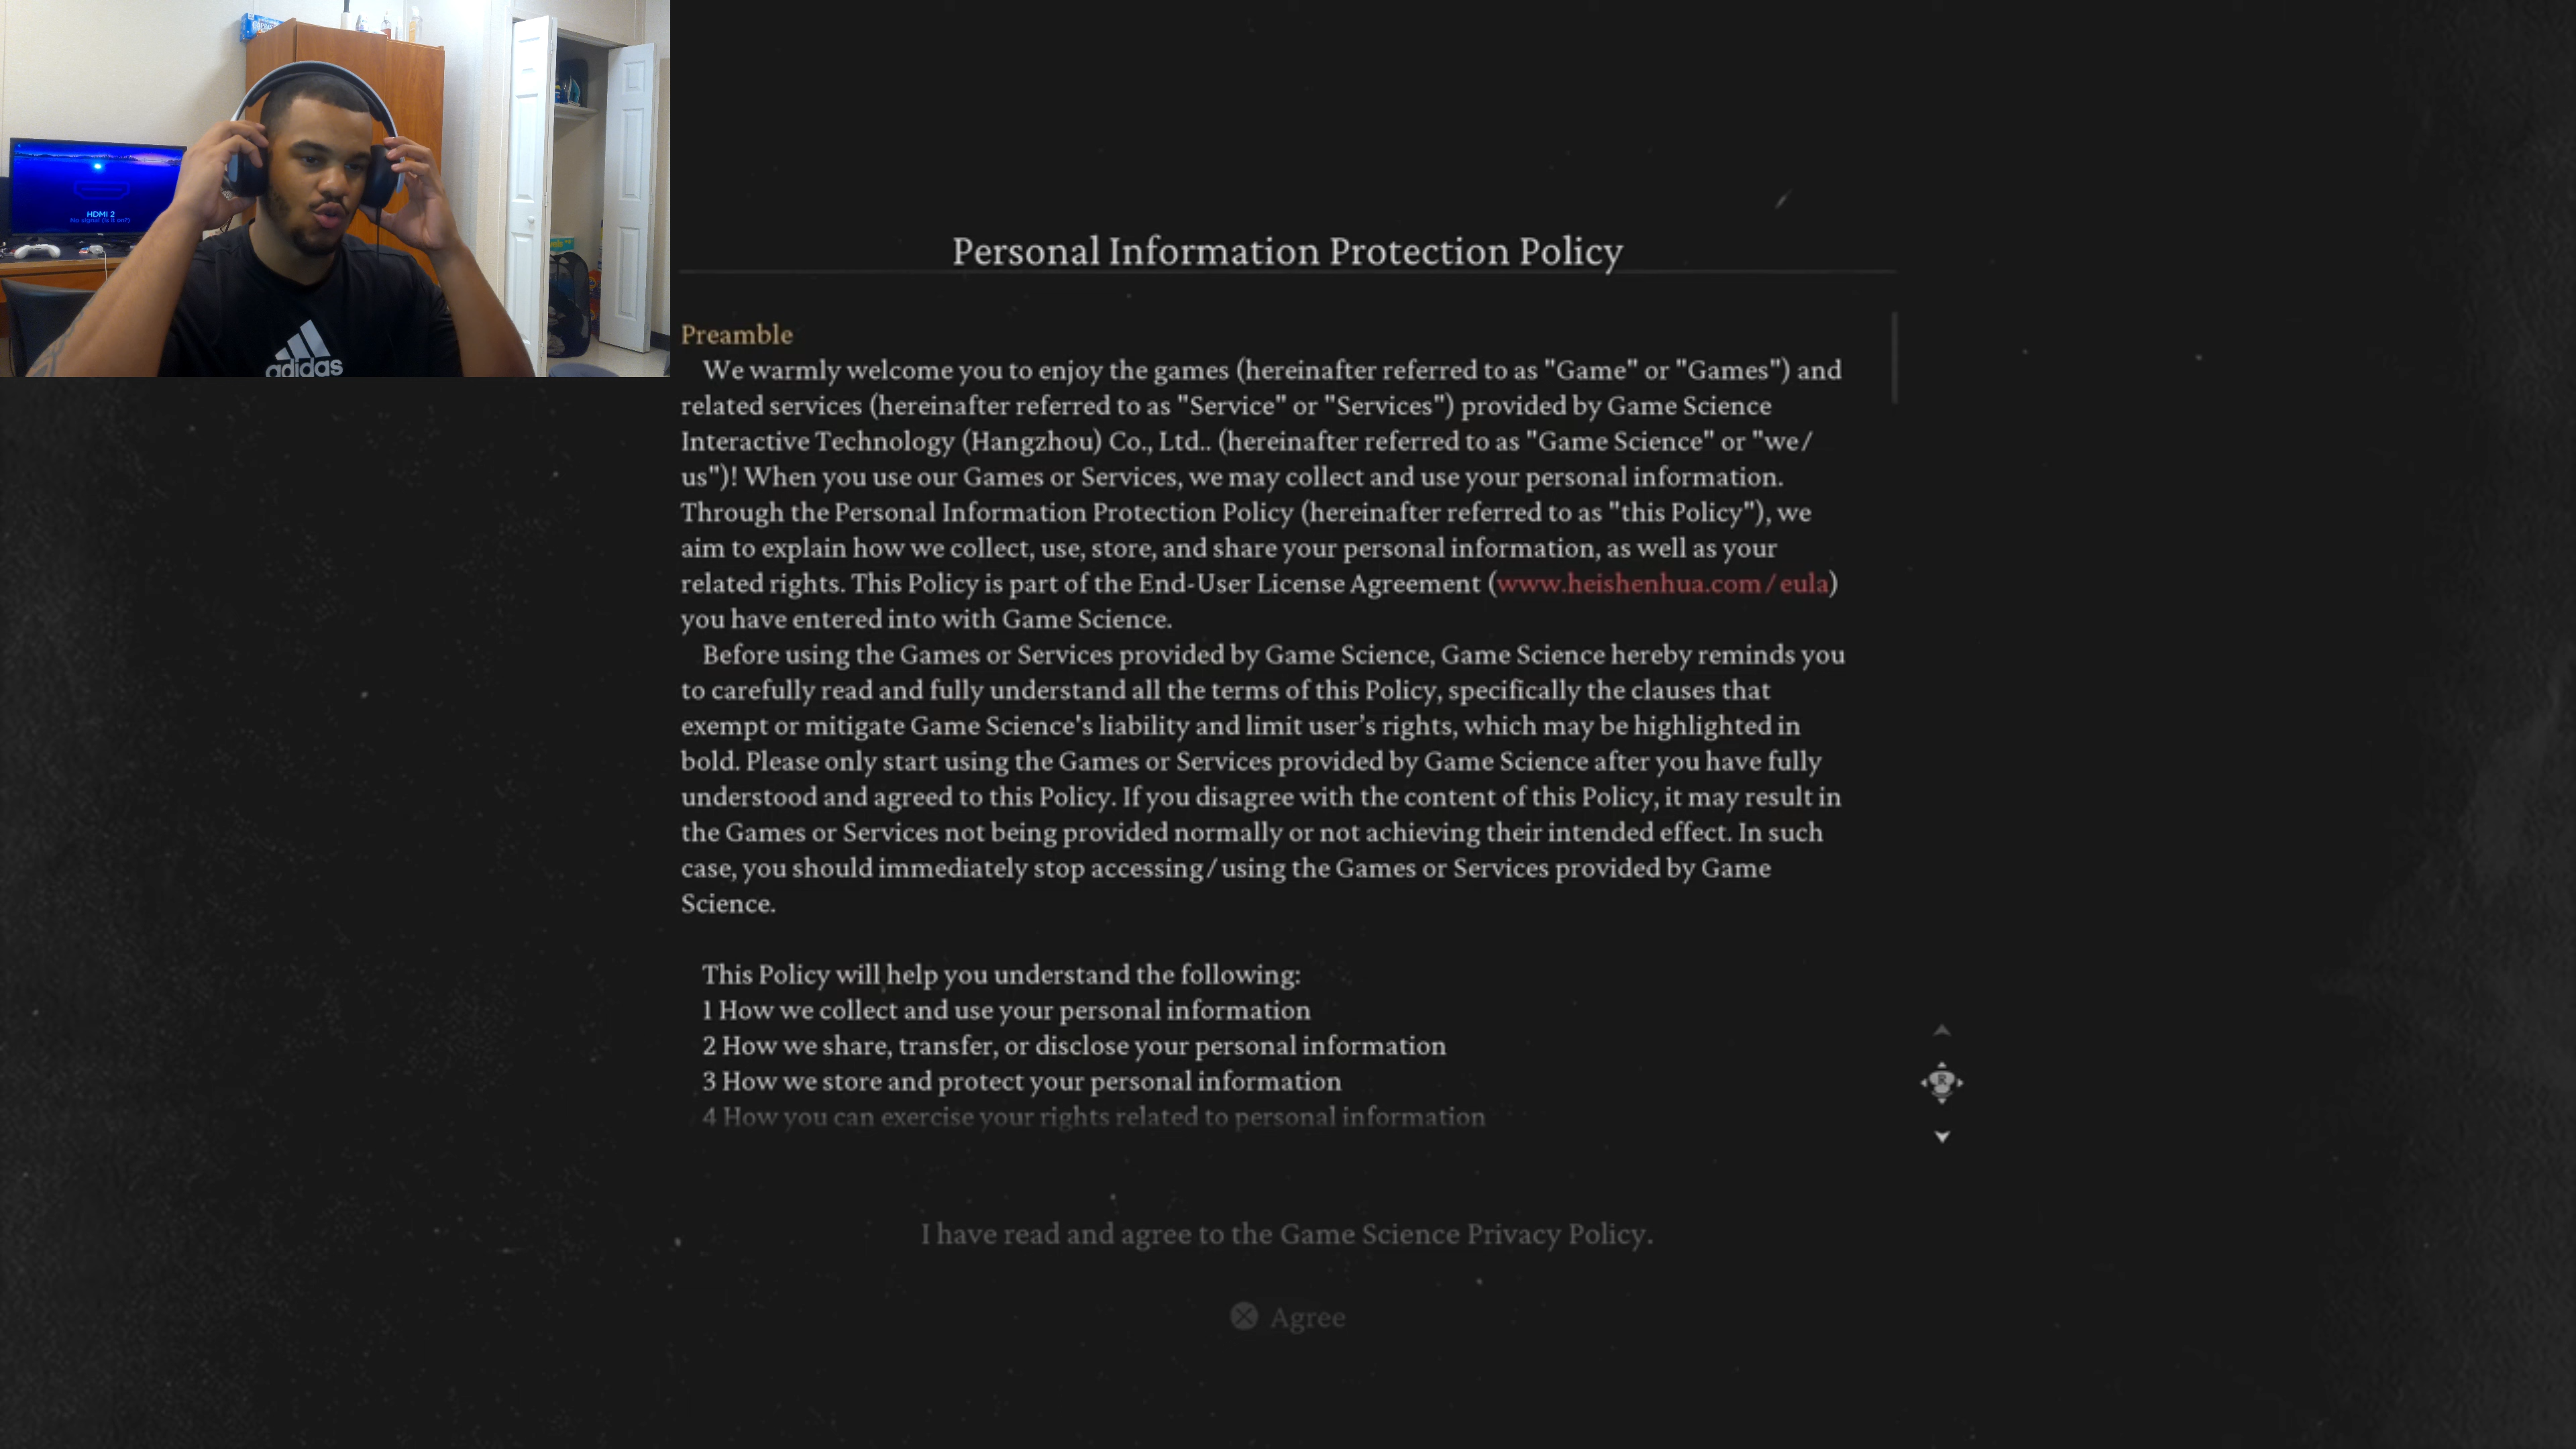 HDMI 2
No signal (is it on?)
adidas
Personal Information Protection Policy
Preamble
We warmly welcome you to enjoy the games (hereinafter referred to as "Game" or "Games") and
related services (hereinafter referred to as "Service" or "Services") provided by Game Science
Interactive Technology (Hangzhou) Co., Ltd.. (hereinafter referred to as "Game Science" or "we/
us")! When you use our Games or Services, we may collect and use your personal information.
Through the Personal Information Protection Policy (hereinafter referred to as "this Policy"), we
aim to explain how we collect, use, store, and share your personal information, as well as your
related rights. This Policy is part of the End-User License Agreement (www.heishenhua.com/eula)
you have entered into with Game Science.
Before using the Games or Services provided by Game Science, Game Science hereby reminds you
to carefully read and fully understand all the terms of this Policy, specifically the clauses that
exempt or mitigate Game Science's liability and limit user’s rights, which may be highlighted in
bold. Please only start using the Games or Services provided by Game Science after you have fully
understood and agreed to this Policy. If you disagree with the content of this Policy, it may result in
the Games or Services not being provided normally or not achieving their intended effect. In such
case, you should immediately stop accessing/using the Games or Services provided by Game
Science.
This Policy will help you understand the following:
1 How we collect and use your personal information
2 How we share, transfer, or disclose your personal information
3 How we store and protect your personal information
4 How you can exercise your rights related to personal information
R
I have read and agree to the Game Science Privacy Policy.
Agree